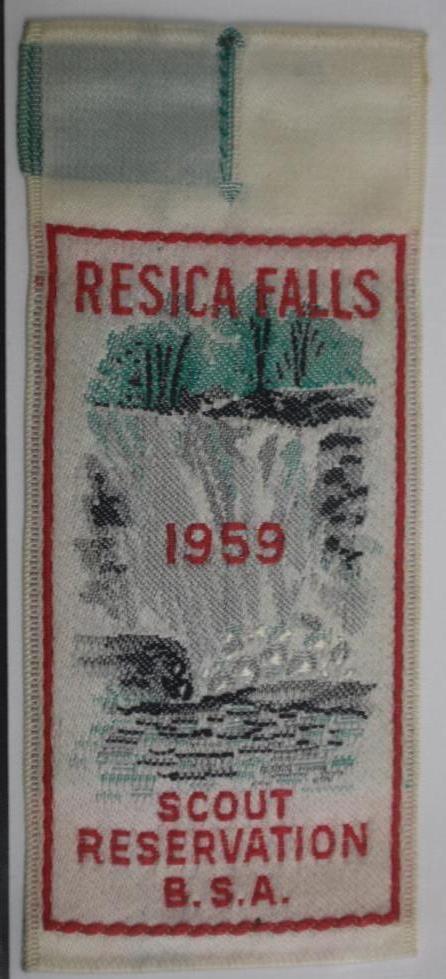 RESICA FALLS
1959
SCOUT
RESERVATION
B.S.A.